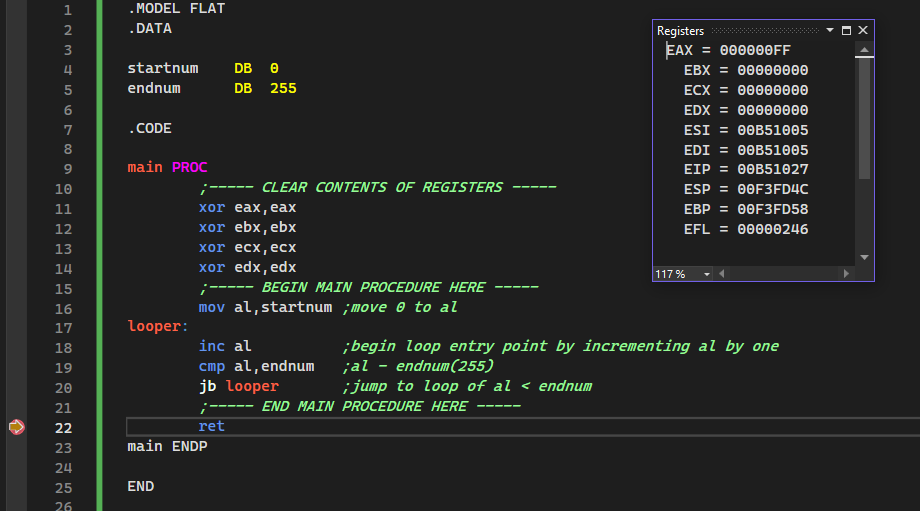 1 .MODEL FLAT
2 .DATA
3
4 startnum DB 0
5 endnum DB 255
6
7 .CODE
8
9 main PROC
10 ;----- CLEAR CONTENTS OF REGISTERS -----
11 xor eax,eax
12 xor ebx,ebx
13 xor ecx,ecx
14 xor edx,edx
15 ;----- BEGIN MAIN PROCEDURE HERE -----
16 mov al,startnum ;move 0 to al
17 looper:
18 inc al ;begin loop entry point by incrementing al by one
19 cmp al,endnum ;al - endnum(255)
20 jb looper ;jump to loop of al < endnum
21 ;----- END MAIN PROCEDURE HERE -----
22 ret
23 main ENDP
24
25 END
26
Registers
EAX = 000000FF
EBX = 00000000
ECX = 00000000
EDX = 00000000
ESI = 00B51005
EDI = 00B51005
EIP = 00B51027
ESP = 00F3FD4C
EBP = 00F3FD58
EFL = 00000246
117 %